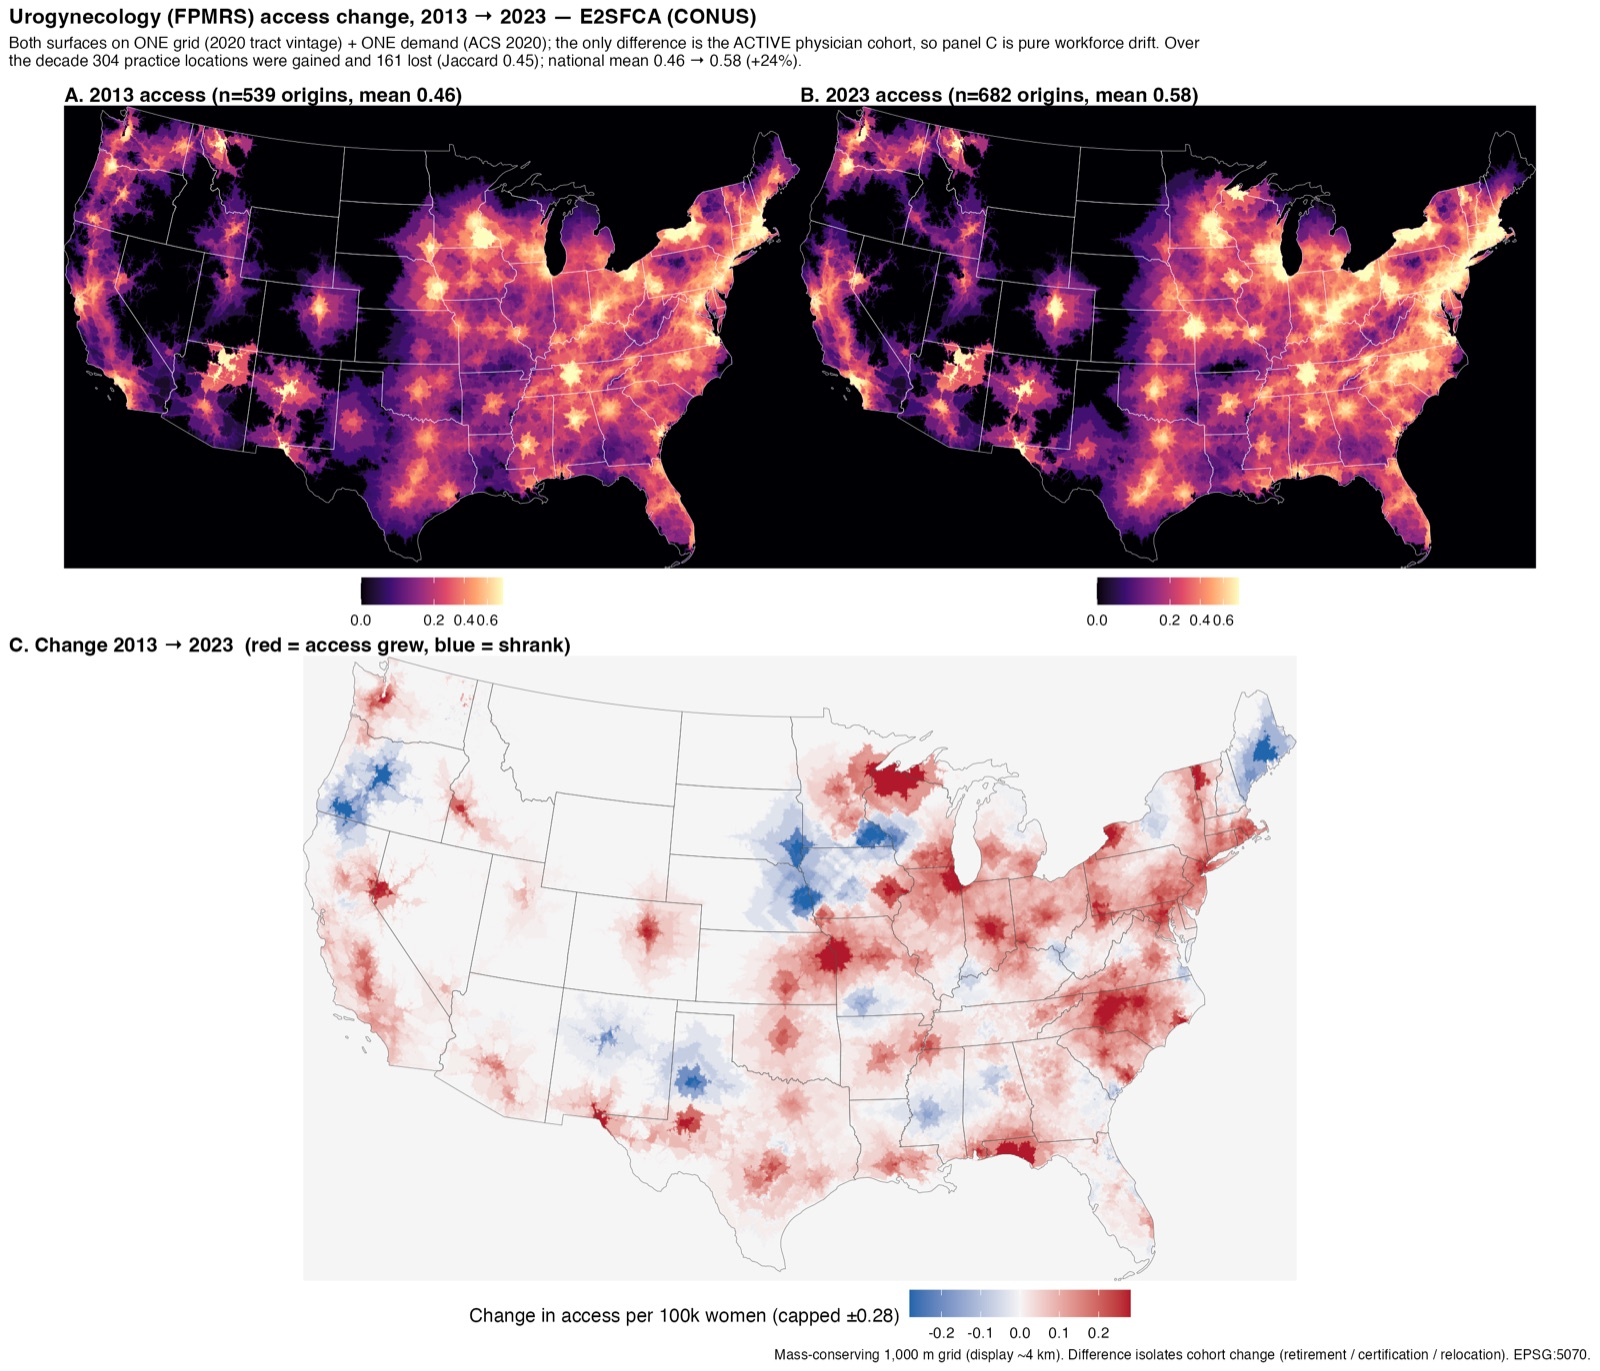 Urogynecology (FPMRS) access change, 2013 → 2023 — E2SFCA (CONUS)
Both surfaces on ONE grid (2020 tract vintage) + ONE demand (ACS 2020); the only difference is the ACTIVE physician cohort, so panel C is pure workforce drift. Over
the decade 304 practice locations were gained and 161 lost (Jaccard 0.45); national mean 0.46 → 0.58 (+24%).
A. 2013 access (n=539 origins, mean 0.46)
B. 2023 access (n=682 origins, mean 0.58)
0.0 0.2 0.4 0.6
0.0 0.2 0.4 0.6
C. Change 2013 → 2023 (red = access grew, blue = shrank)
Change in access per 100k women (capped ±0.28)
-0.2 -0.1 0.0 0.1 0.2
Mass-conserving 1,000 m grid (display ~4 km). Difference isolates cohort change (retirement / certification / relocation). EPSG:5070.